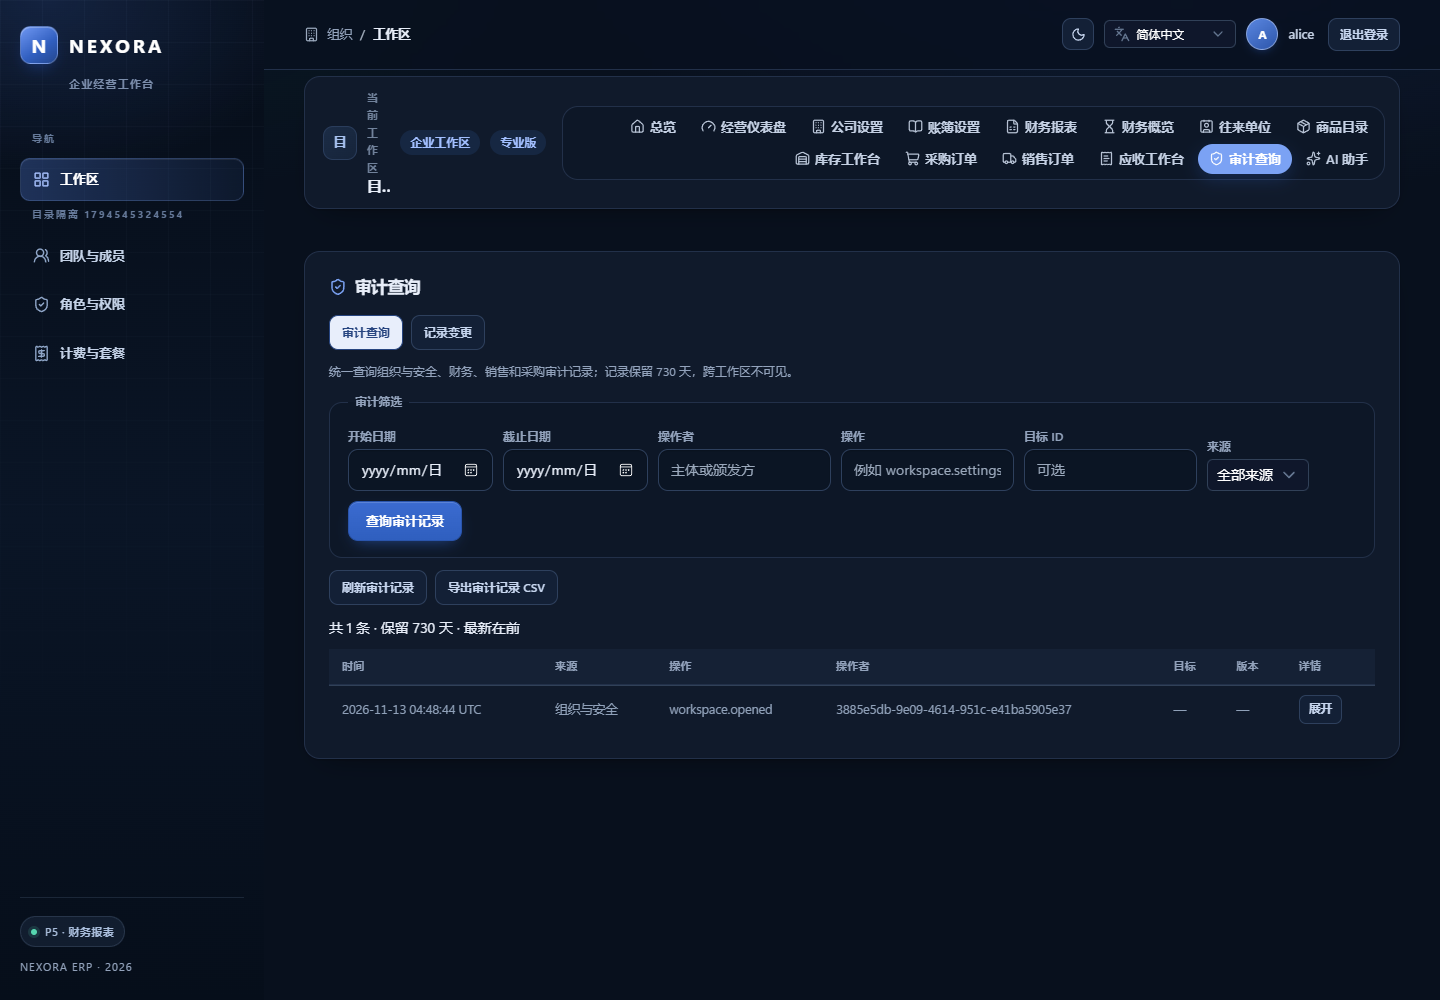 N NEXORA
企业经营工作台
导航
工作区
目录隔离 1794545324554
团队与成员
角色与权限
计费与套餐
P5 · 财务报表
NEXORA ERP · 2026
组织 / 工作区
简体中文
A alice
退出登录
目
当前工作区
目..
企业工作区
专业版
总览 经营仪表盘 公司设置 账簿设置 财务报表 财务概览 往来单位 商品目录
库存工作台 采购订单 销售订单 应收工作台 审计查询 AI 助手
审计查询
审计查询 记录变更
统一查询组织与安全、财务、销售和采购审计记录；记录保留 730 天，跨工作区不可见。
审计筛选
开始日期 截止日期 操作者 操作 目标 ID 来源
yyyy/mm/日 yyyy/mm/日 主体或颁发方 例如 workspace.settings 可选 全部来源
查询审计记录
刷新审计记录 导出审计记录 CSV
共 1 条 · 保留 730 天 · 最新在前
时间 来源 操作 操作者 目标 版本 详情
2026-11-13 04:48:44 UTC 组织与安全 workspace.opened 3885e5db-9e09-4614-951c-e41ba5905e37 — — 展开